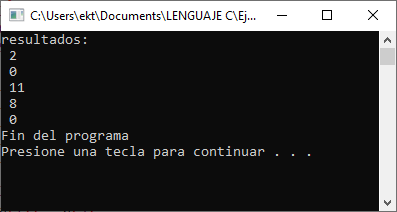 C:\Users\ekt\Documents\LENGUAJE C\Ej...
resultados:
2
0
11
8
0
Fin del programa
Presione una tecla para continuar . . .